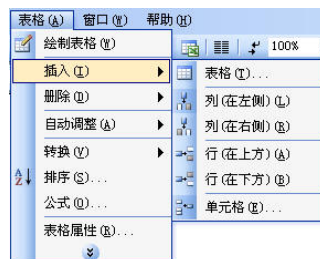 表格(A) 窗口(W) 帮助(H)
绘制表格(W)
100%
插入(I)
表格(T)...
删除(D)
列(在左侧)(L)
自动调整(A)
列(在右侧)(R)
转换(V)
行(在上方)(A)
排序(S)...
行(在下方)(B)
公式(O)...
单元格(E)...
表格属性(R)...